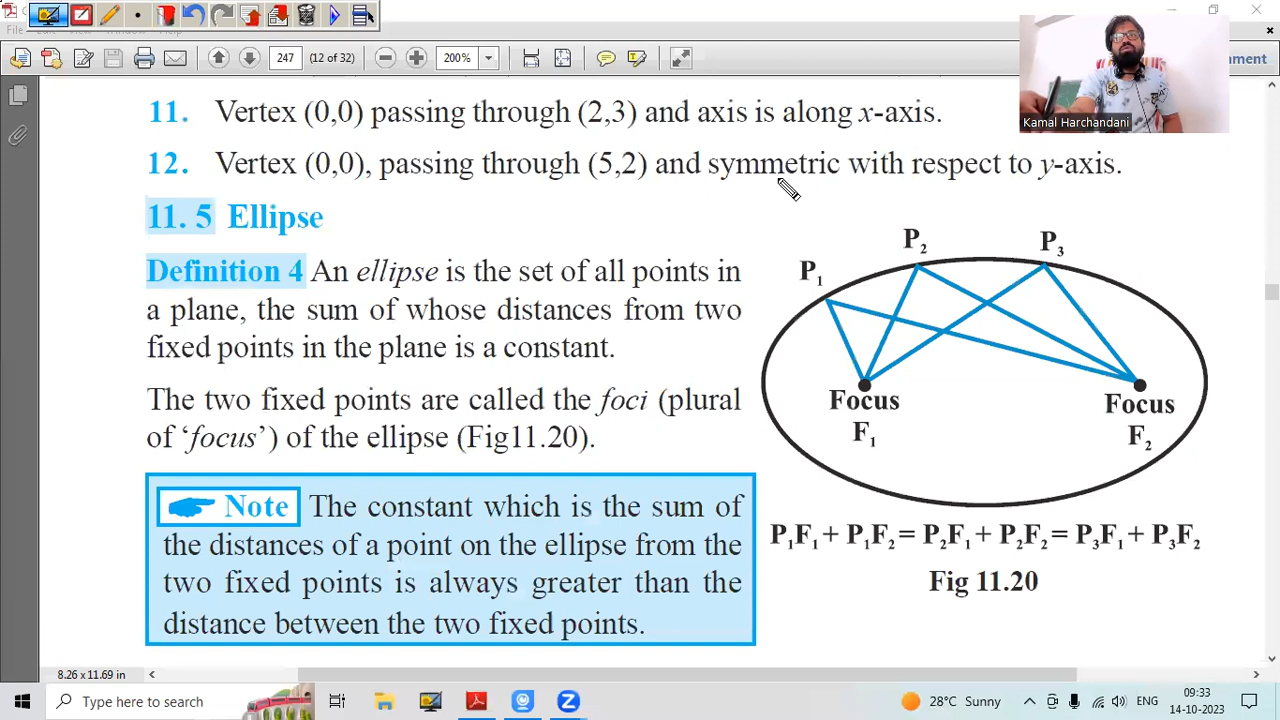 File
247
(12 of 32)
200%
ment
Kamal Harchandani
11. Vertex (0,0) passing through (2,3) and axis is along x-axis.
12. Vertex (0,0), passing through (5,2) and symmetric with respect to y-axis.
11. 5 Ellipse
Definition 4 An ellipse is the set of all points in
a plane, the sum of whose distances from two
fixed points in the plane is a constant.
The two fixed points are called the foci (plural
of ‘focus’) of the ellipse (Fig11.20).
Note The constant which is the sum of
the distances of a point on the ellipse from the
two fixed points is always greater than the
distance between the two fixed points.
P₁
P₂
P₃
Focus
F₁
Focus
F₂
P₁F₁ + P₁F₂ = P₂F₁ + P₂F₂ = P₃F₁ + P₃F₂
Fig 11.20
8.26 x 11.69 in
Type here to search
28°C Sunny
ENG
09:33
14-10-2023